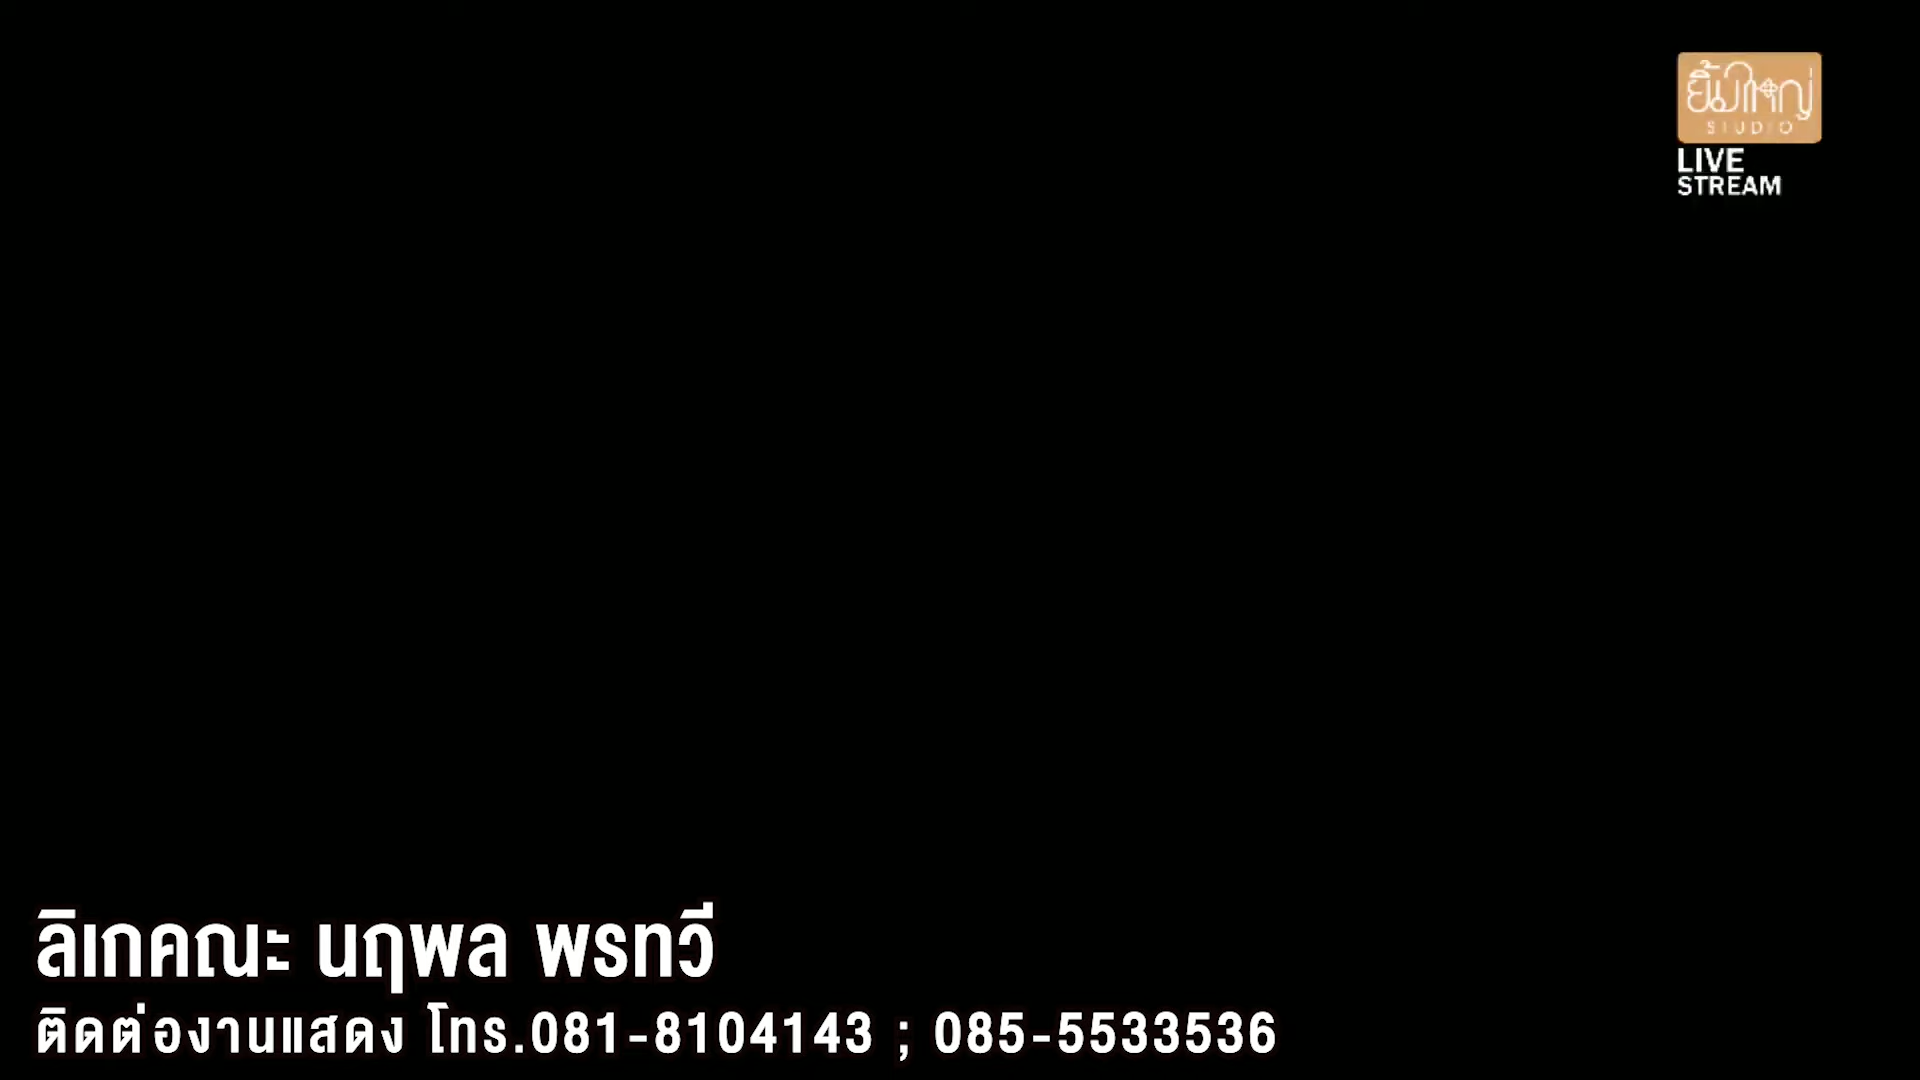 ยิ้มใหญ่
STUDIO
LIVE
STREAM
ลิเกคณะ นฤพล พรทวี
ติดต่องานแสดง โทร.081-8104143 ; 085-5533536